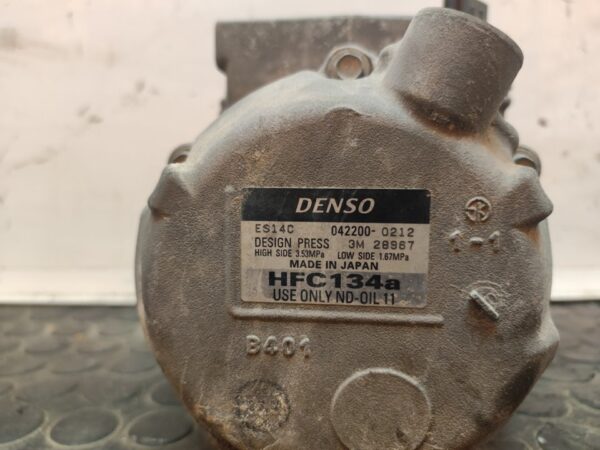 DENSO
ES14C 042200- 0212
DESIGN PRESS 3M 28967
HIGH SIDE 3.53MPa LOW SIDE 1.67MPa
MADE IN JAPAN
HFC134a
USE ONLY ND-OIL 11
1-1
B401